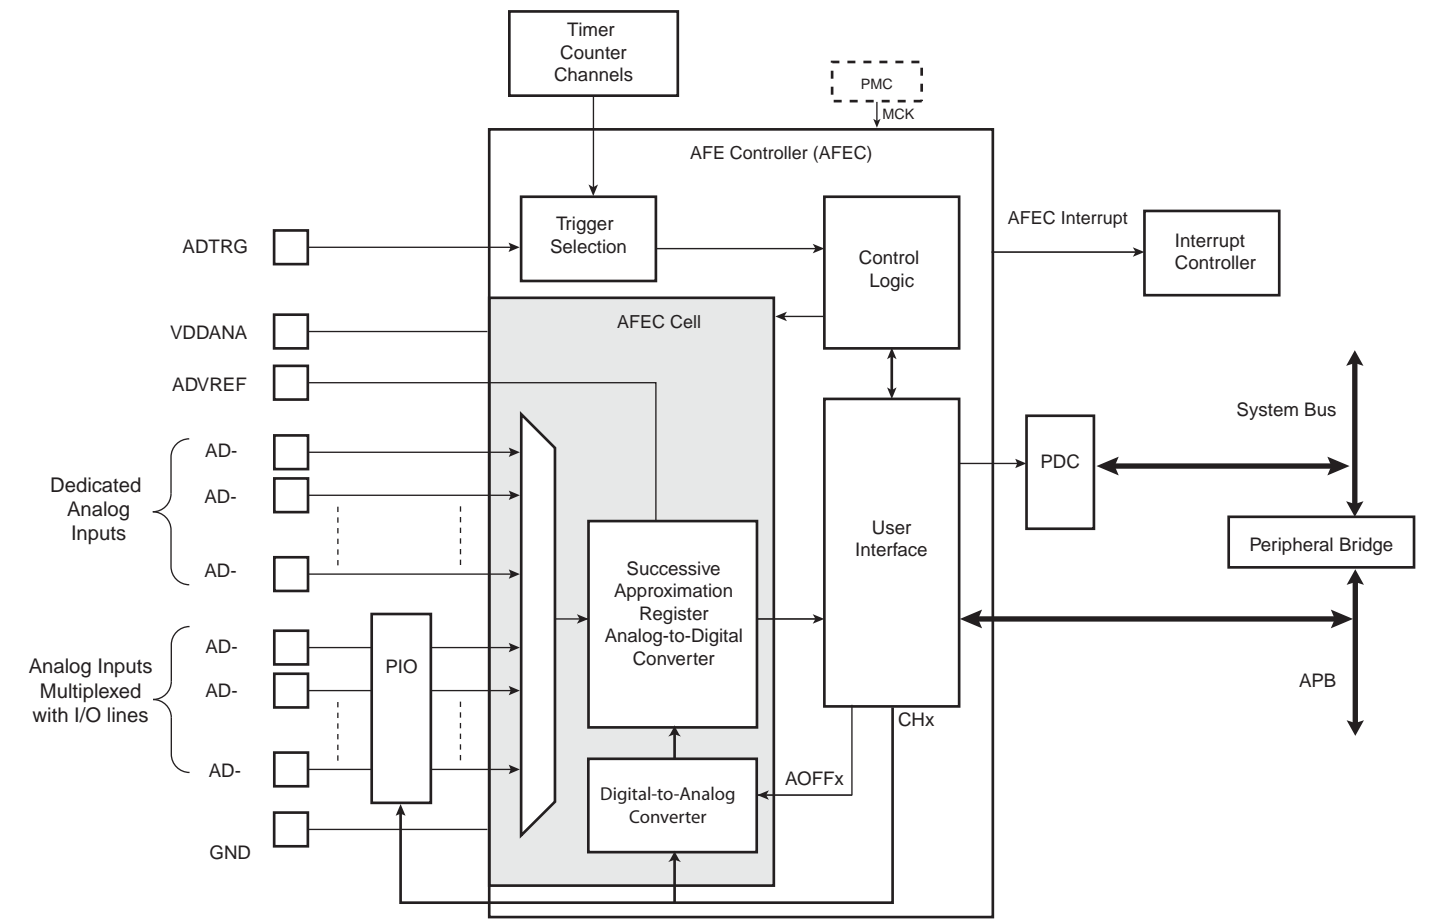 Timer
Counter
Channels
PMC
MCK
AFE Controller (AFEC)
ADTRG
Trigger
Selection
Control
Logic
AFEC Interrupt
Interrupt
Controller
VDDANA
AFEC Cell
ADVREF
System Bus
Dedicated
Analog
Inputs
AD-
AD-
AD-
PDC
User
Interface
Peripheral Bridge
Successive
Approximation
Register
Analog-to-Digital
Converter
Analog Inputs
Multiplexed
with I/O lines
AD-
AD-
AD-
PIO
APB
CHx
AOFFx
Digital-to-Analog
Converter
GND